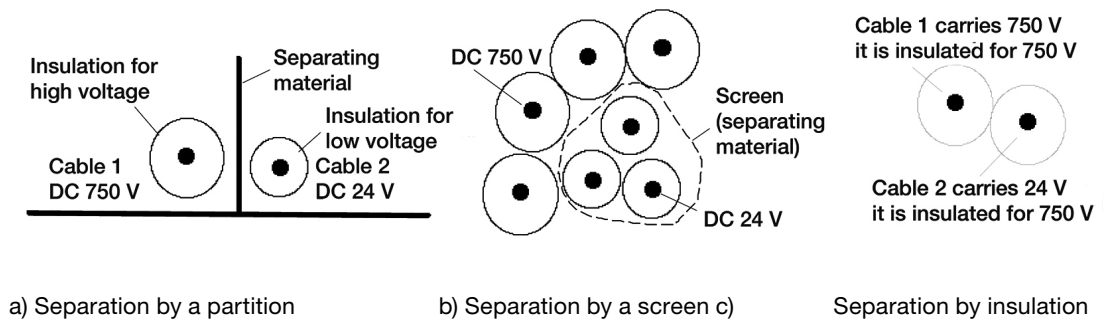 Insulation for
high voltage
Separating
material
Insulation for
low voltage
Cable 1
DC 750 V
Cable 2
DC 24 V
a) Separation by a partition
DC 750 V
Screen
(separating
material)
DC 24 V
b) Separation by a screen c)
Cable 1 carries 750 V
it is insulated for 750 V
Cable 2 carries 24 V
it is insulated for 750 V
Separation by insulation